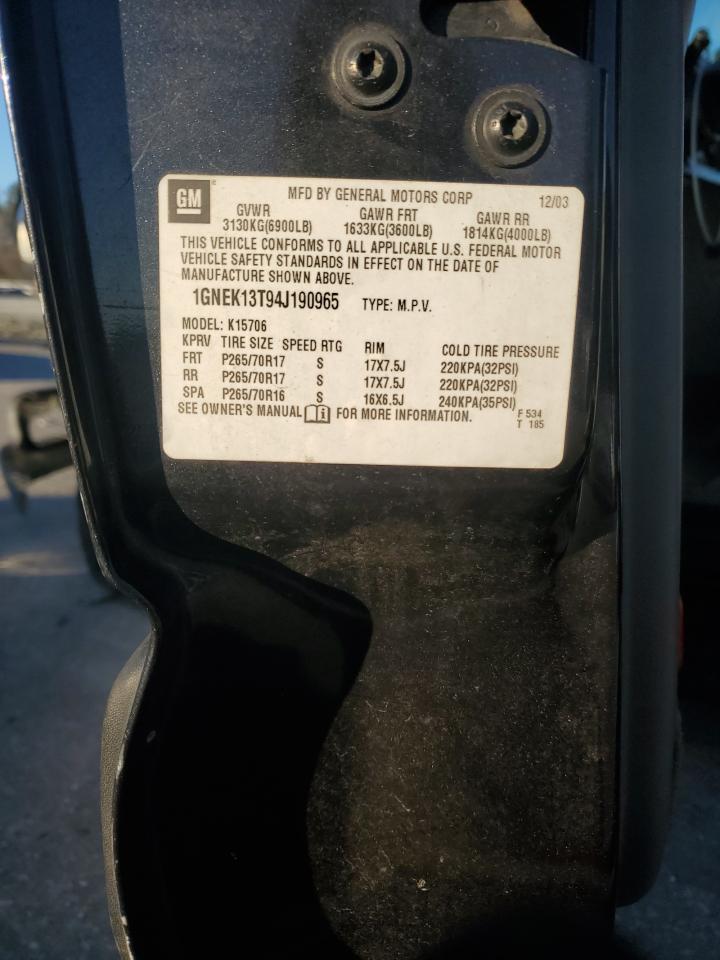 GM® MFD BY GENERAL MOTORS CORP 12/03
GVWR GAWR FRT GAWR RR
3130KG(6900LB) 1633KG(3600LB) 1814KG(4000LB)
THIS VEHICLE CONFORMS TO ALL APPLICABLE U.S. FEDERAL MOTOR
VEHICLE SAFETY STANDARDS IN EFFECT ON THE DATE OF
MANUFACTURE SHOWN ABOVE.
1GNEK13T94J190965 TYPE: M.P.V.
MODEL: K15706
KPRV TIRE SIZE SPEED RTG RIM COLD TIRE PRESSURE
FRT P265/70R17 S 17X7.5J 220KPA(32PSI)
RR P265/70R17 S 17X7.5J 220KPA(32PSI)
SPA P265/70R16 S 16X6.5J 240KPA(35PSI)
SEE OWNER'S MANUAL FOR MORE INFORMATION. F 534
T 185